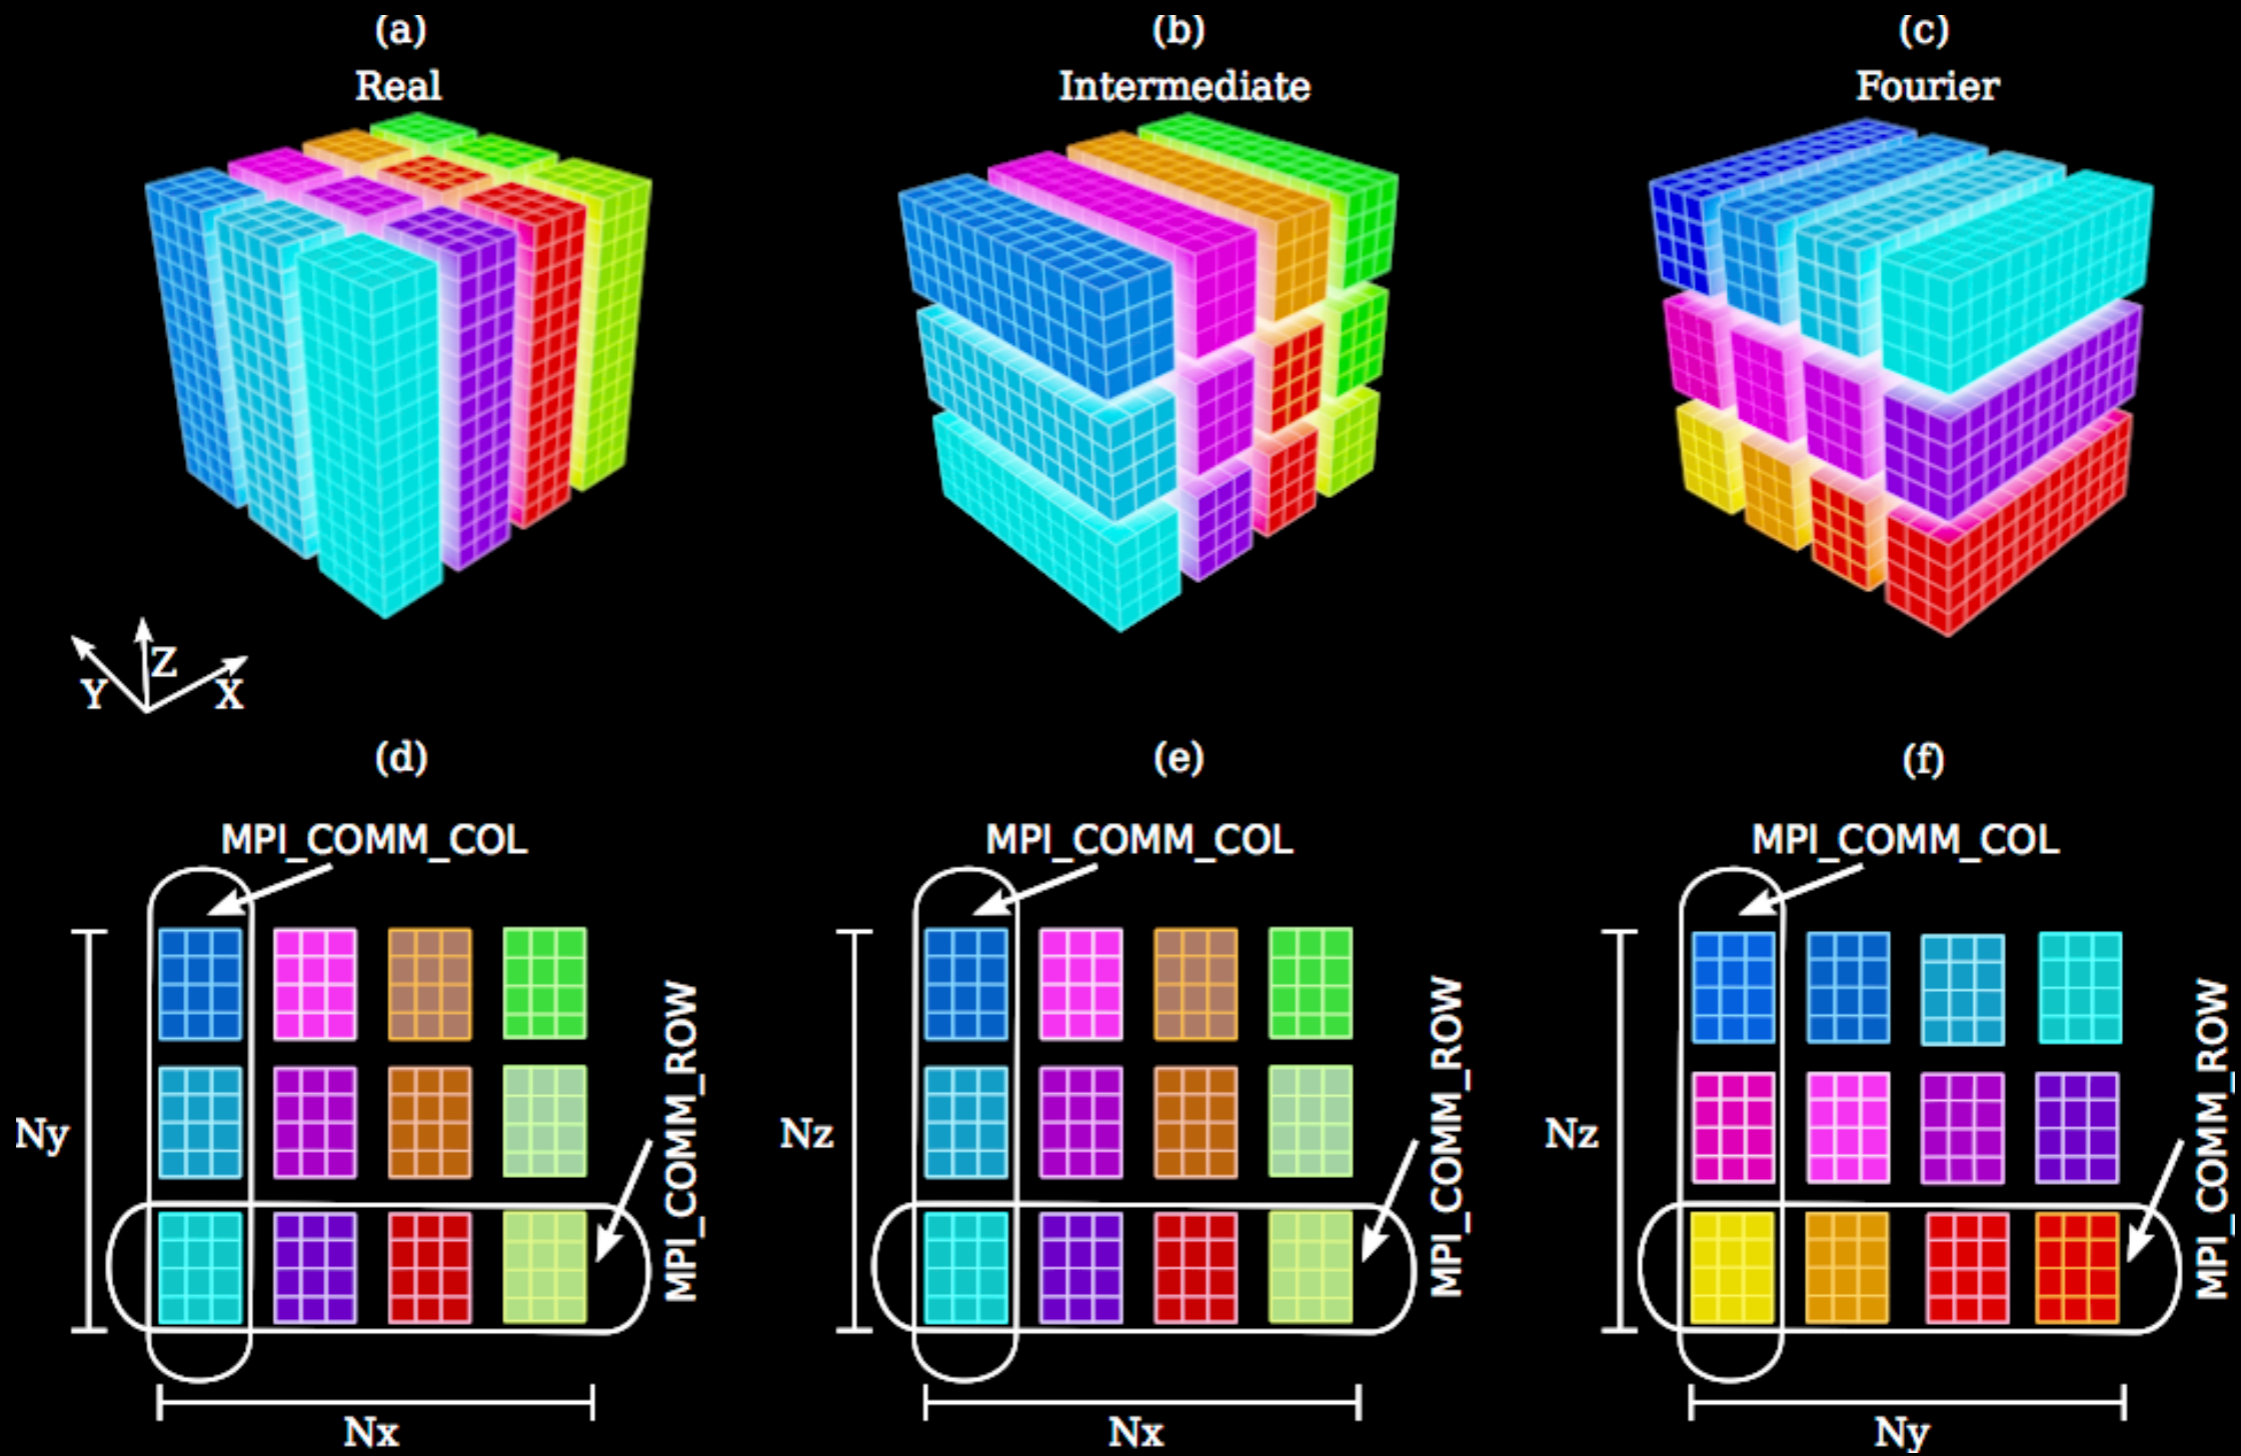 (a)
Real
(b)
Intermediate
(c)
Fourier
Y
Z
X
(d)
MPI_COMM_COL
Ny
MPI_COMM_ROW
Nx
(e)
MPI_COMM_COL
Nz
MPI_COMM_ROW
Nx
(f)
MPI_COMM_COL
Nz
MPI_COMM_ROW
Ny